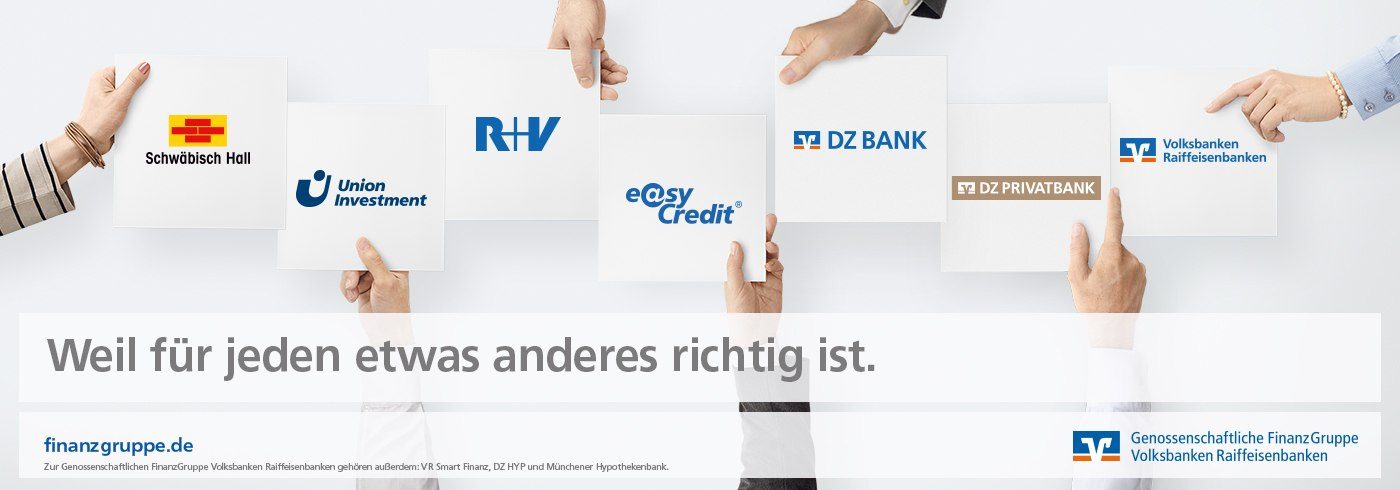 Schwäbisch Hall
Union
Investment
R+V
e@sy
Credit®
DZ BANK
DZ PRIVATBANK
Volksbanken
Raiffeisenbanken
Weil für jeden etwas anderes richtig ist.
finanzgruppe.de
Zur Genossenschaftlichen FinanzGruppe Volksbanken Raiffeisenbanken gehören außerdem: VR Smart Finanz, DZ HYP und Münchener Hypothekenbank.
Genossenschaftliche FinanzGruppe
Volksbanken Raiffeisenbanken